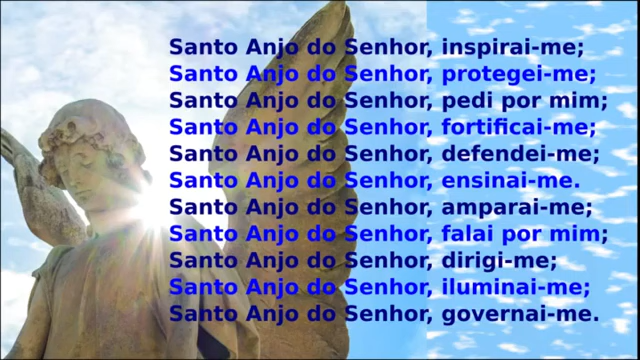 Santo Anjo do Senhor, inspirai-me;
Santo Anjo do Senhor, protegei-me;
Santo Anjo do Senhor, pedi por mim;
Santo Anjo do Senhor, fortificai-me;
Santo Anjo do Senhor, defendei-me;
Santo Anjo do Senhor, ensinai-me.
Santo Anjo do Senhor, amparai-me;
Santo Anjo do Senhor, falai por mim;
Santo Anjo do Senhor, dirigi-me;
Santo Anjo do Senhor, iluminai-me;
Santo Anjo do Senhor, governai-me.